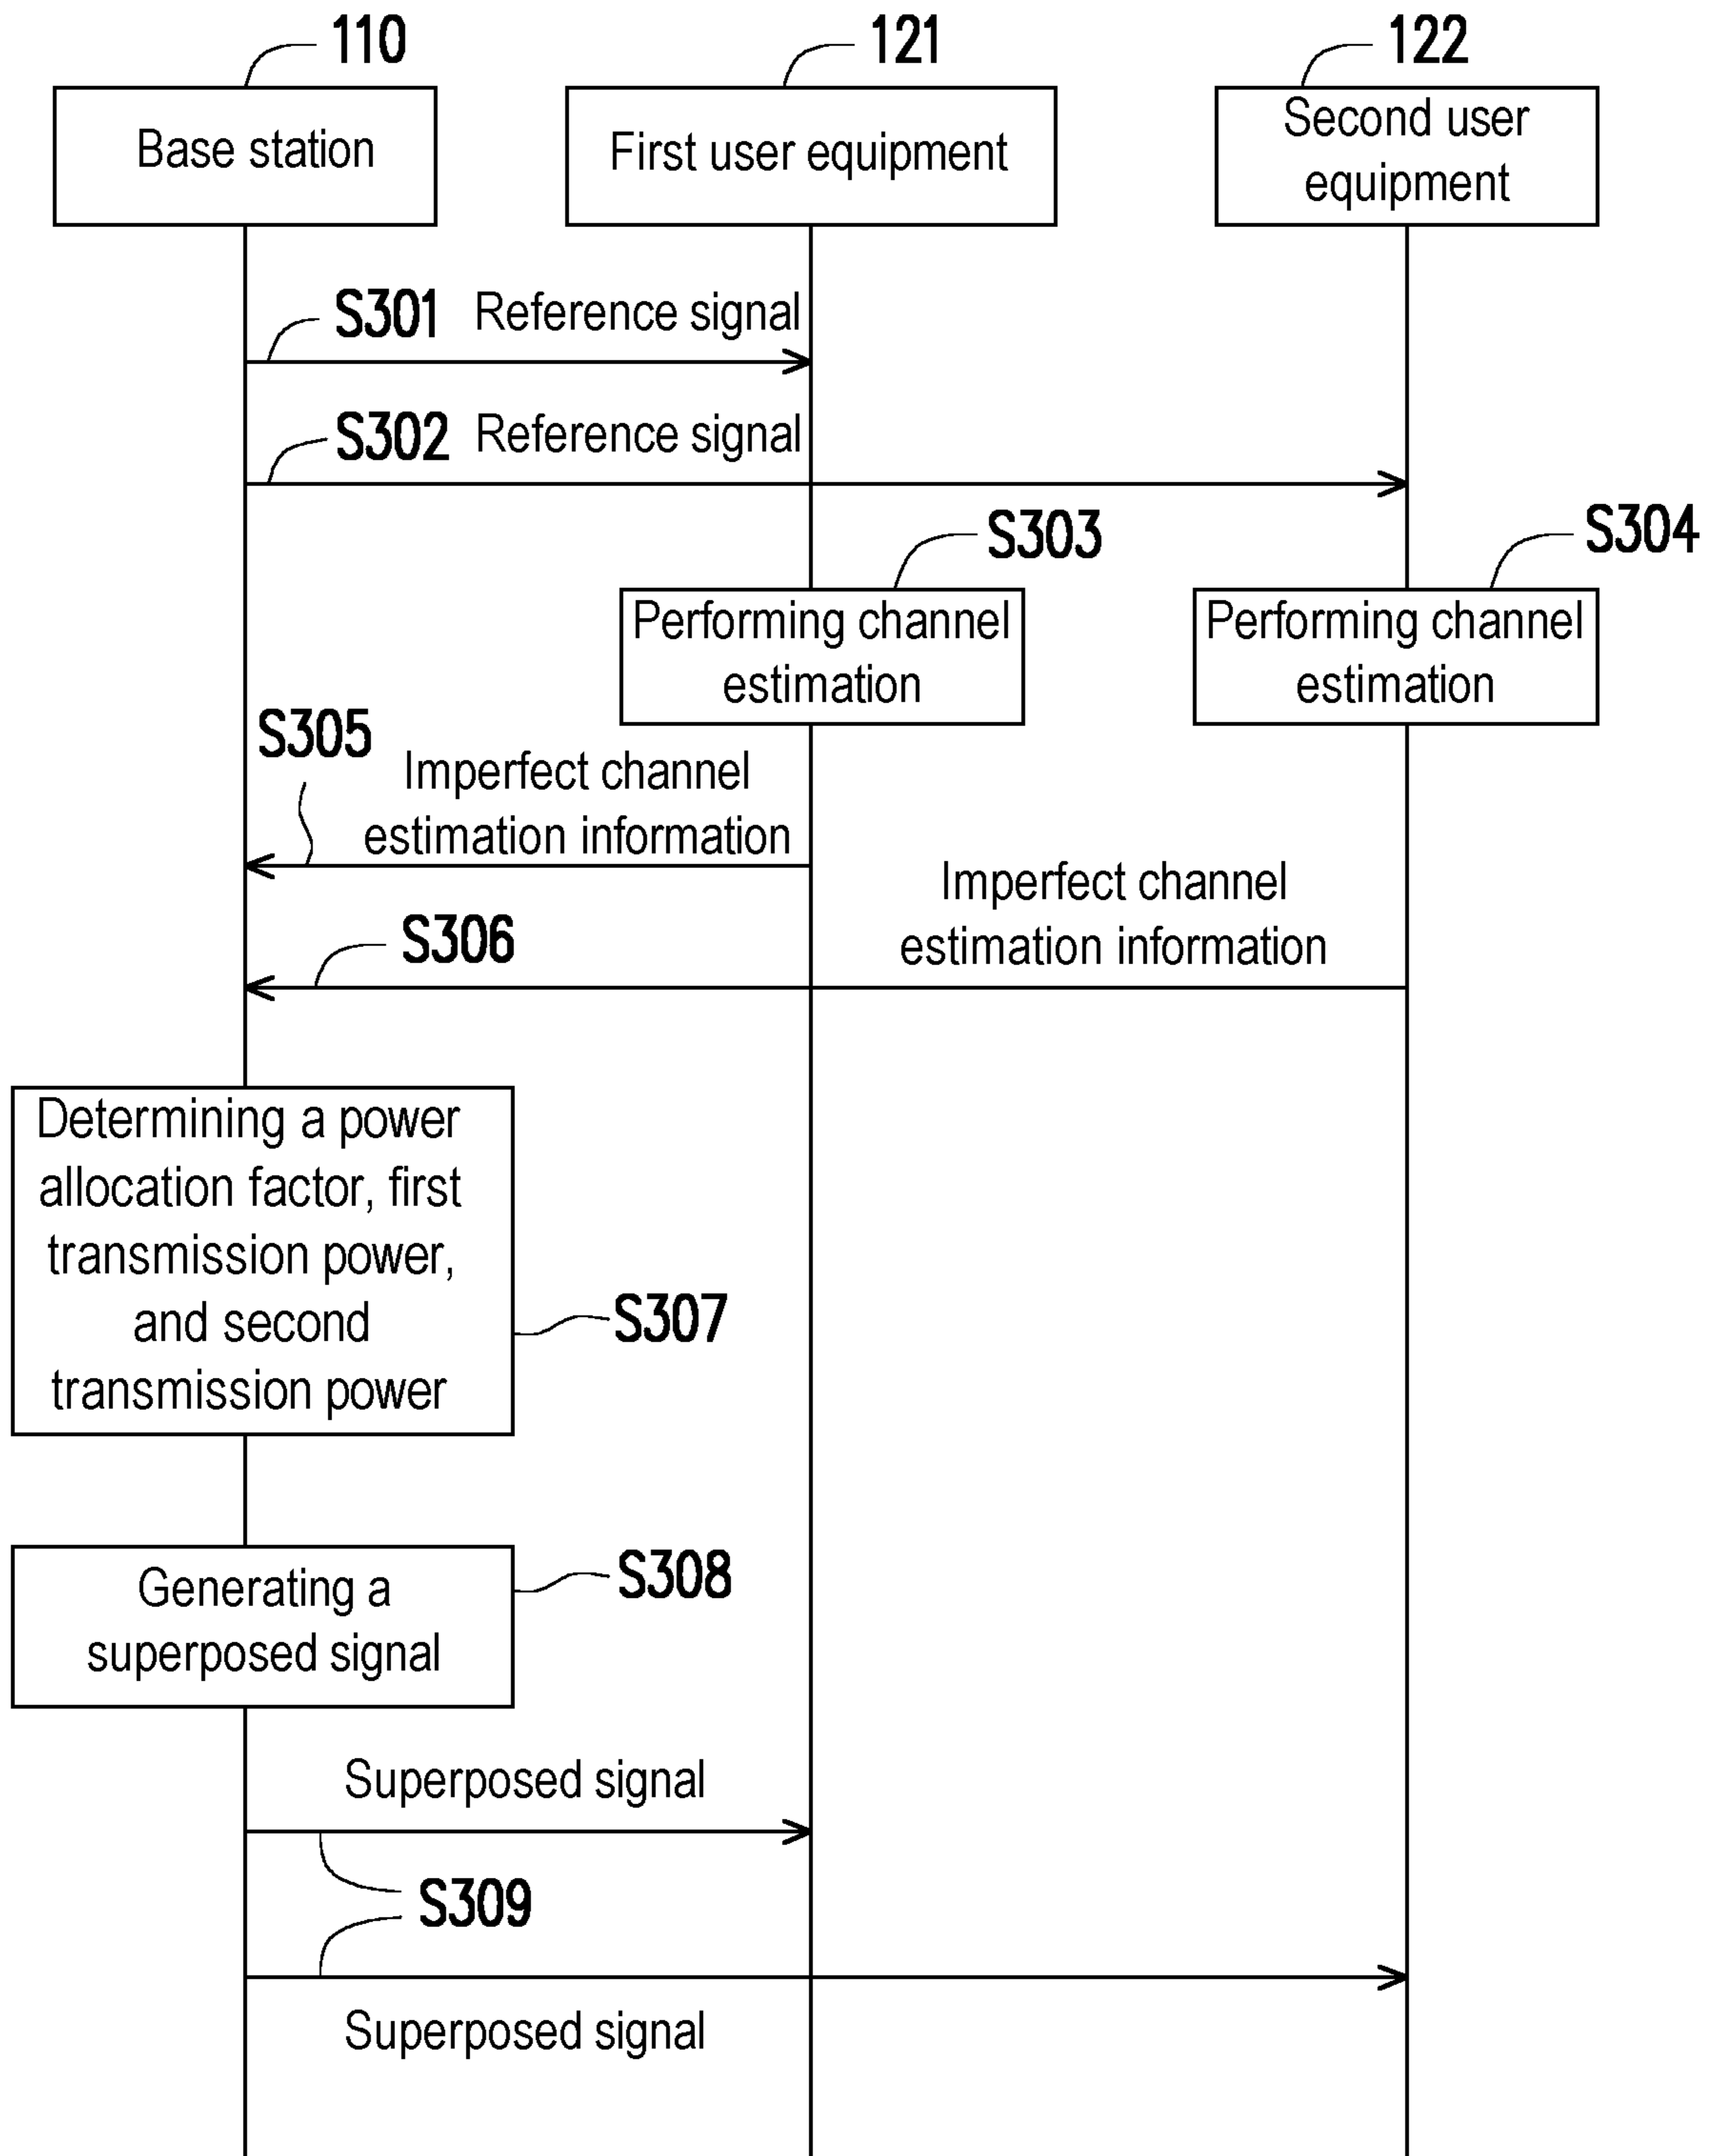 110
121
122
Base station
First user equipment
Second user
equipment
S301 Reference signal
S302 Reference signal
S303
S304
Performing channel
estimation
Performing channel
estimation
S305
Imperfect channel
estimation information
Imperfect channel
estimation information
S306
Determining a power
allocation factor, first
transmission power,
and second
transmission power
S307
Generating a
superposed signal
S308
Superposed signal
S309
Superposed signal